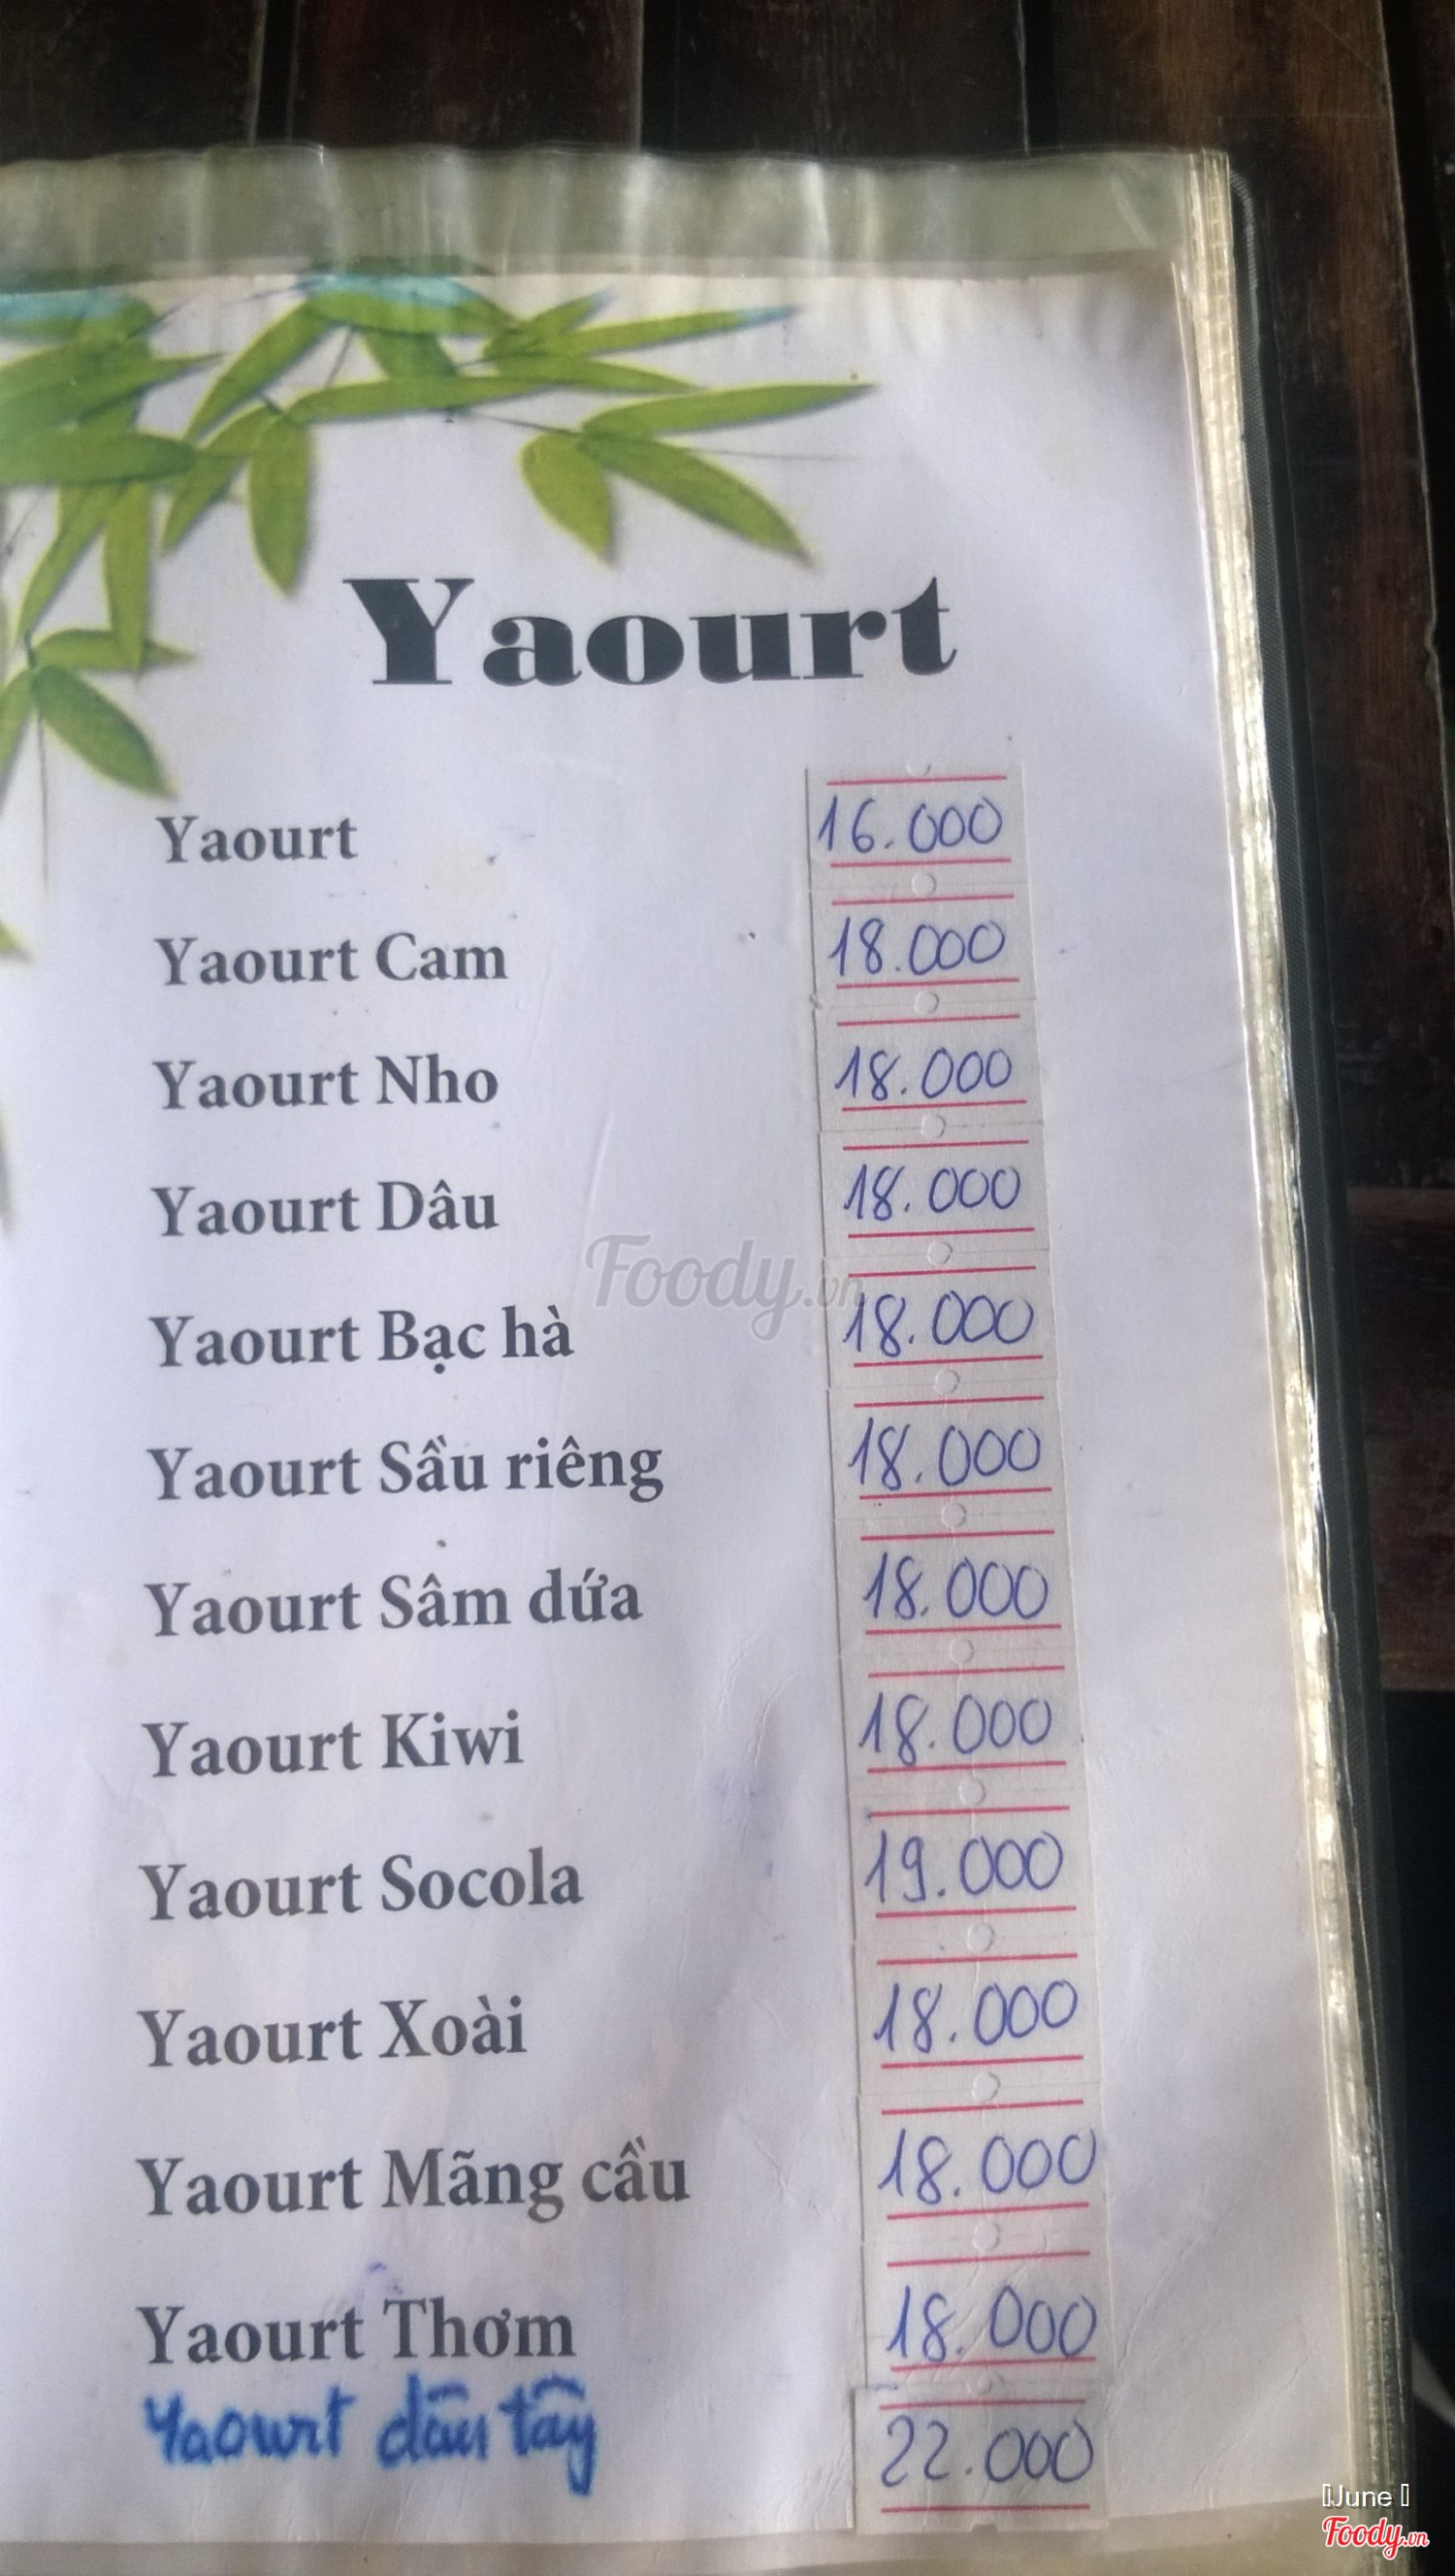 Yaourt
Yaourt 16.000
Yaourt Cam 18.000
Yaourt Nho 18.000
Yaourt Dâu 18.000
Foody.vn
Yaourt Bạc hà 18.000
Yaourt Sầu riêng 18.000
Yaourt Sâm dứa 18.000
Yaourt Kiwi 18.000
Yaourt Socola 19.000
Yaourt Xoài 18.000
Yaourt Mãng cầu 18.000
Yaourt Thơm 18.000
Yaourt dâu tây 22.000
June
Foody.vn